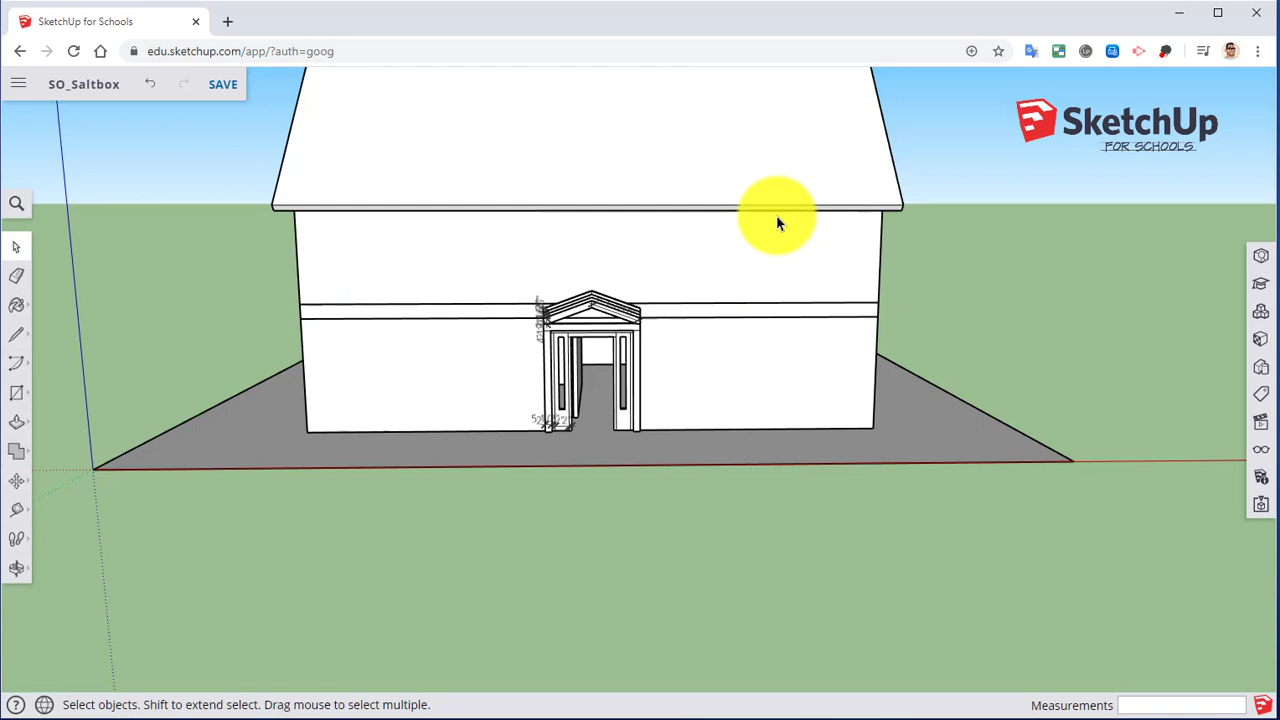 SketchUp for Schools
edu.sketchup.com/app/?auth=goog
SO_Saltbox
SAVE
SketchUp
FOR SCHOOLS
Select objects. Shift to extend select. Drag mouse to select multiple.
Measurements